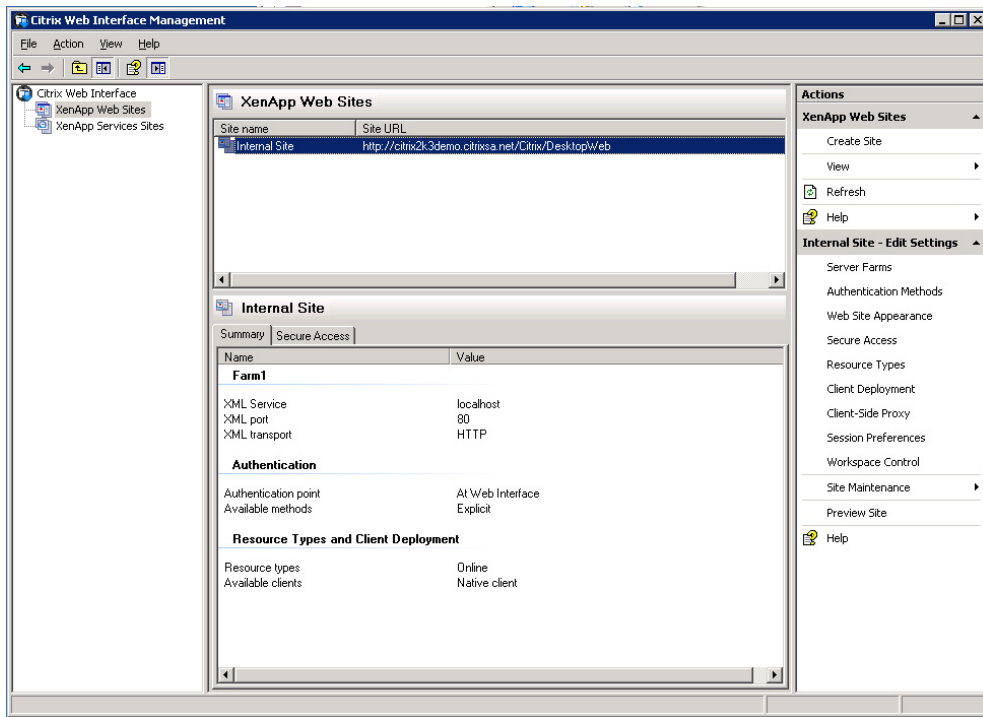 Citrix Web Interface Management
File Action View Help
Citrix Web Interface
XenApp Web Sites
XenApp Services Sites
XenApp Web Sites
Site name Site URL
Internal Site http://citrix2k3demo.citrixsa.net/Citrix/DesktopWeb
Internal Site
Summary Secure Access
Name Value
Farm1
XML Service localhost
XML port 80
XML transport HTTP
Authentication
Authentication point At Web Interface
Available methods Explicit
Resource Types and Client Deployment
Resource types Online
Available clients Native client
Actions
XenApp Web Sites
Create Site
View
Refresh
Help
Internal Site - Edit Settings
Server Farms
Authentication Methods
Web Site Appearance
Secure Access
Resource Types
Client Deployment
Client-Side Proxy
Session Preferences
Workspace Control
Site Maintenance
Preview Site
Help